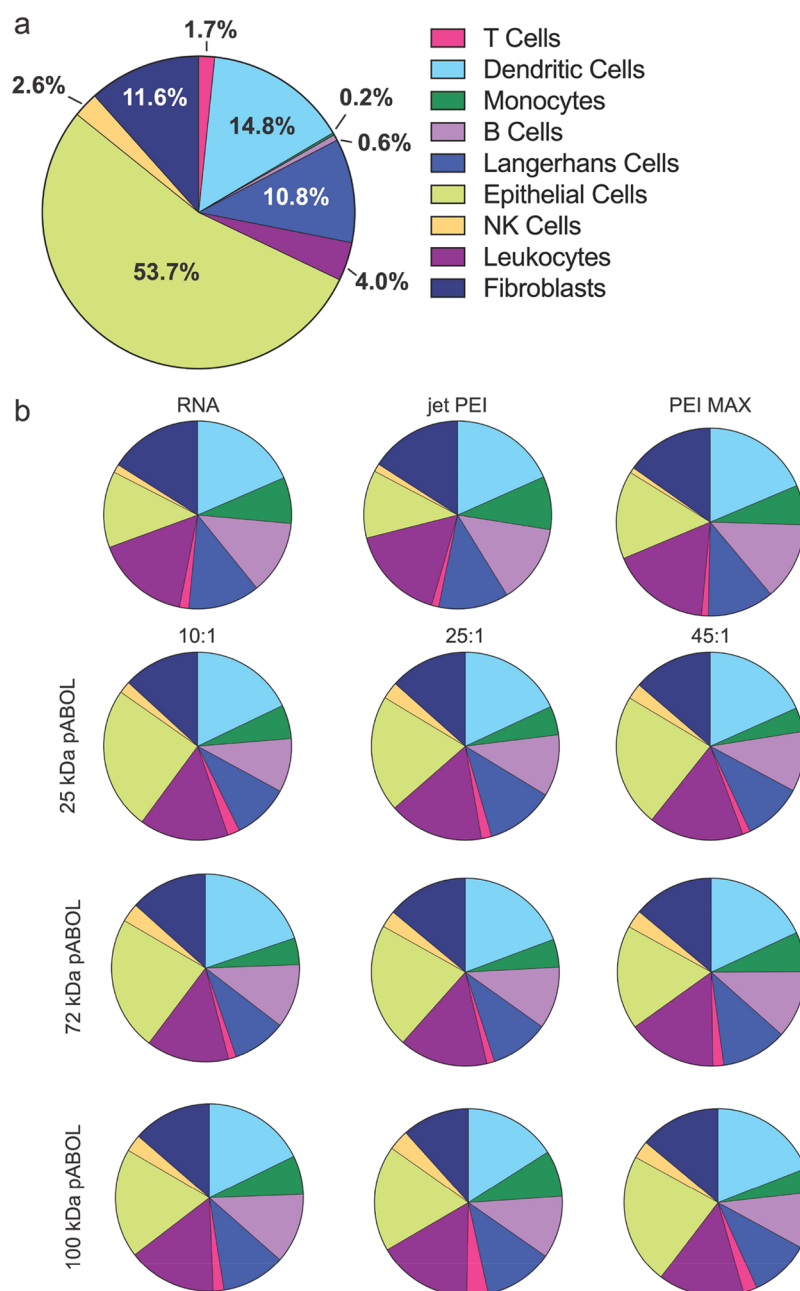 a
1.7%
2.6%
11.6%
14.8%
0.2%
0.6%
10.8%
53.7%
4.0%
T Cells
Dendritic Cells
Monocytes
B Cells
Langerhans Cells
Epithelial Cells
NK Cells
Leukocytes
Fibroblasts
b
RNA
jet PEI
PEI MAX
10:1
25:1
45:1
25 kDa pABOL
72 kDa pABOL
100 kDa pABOL